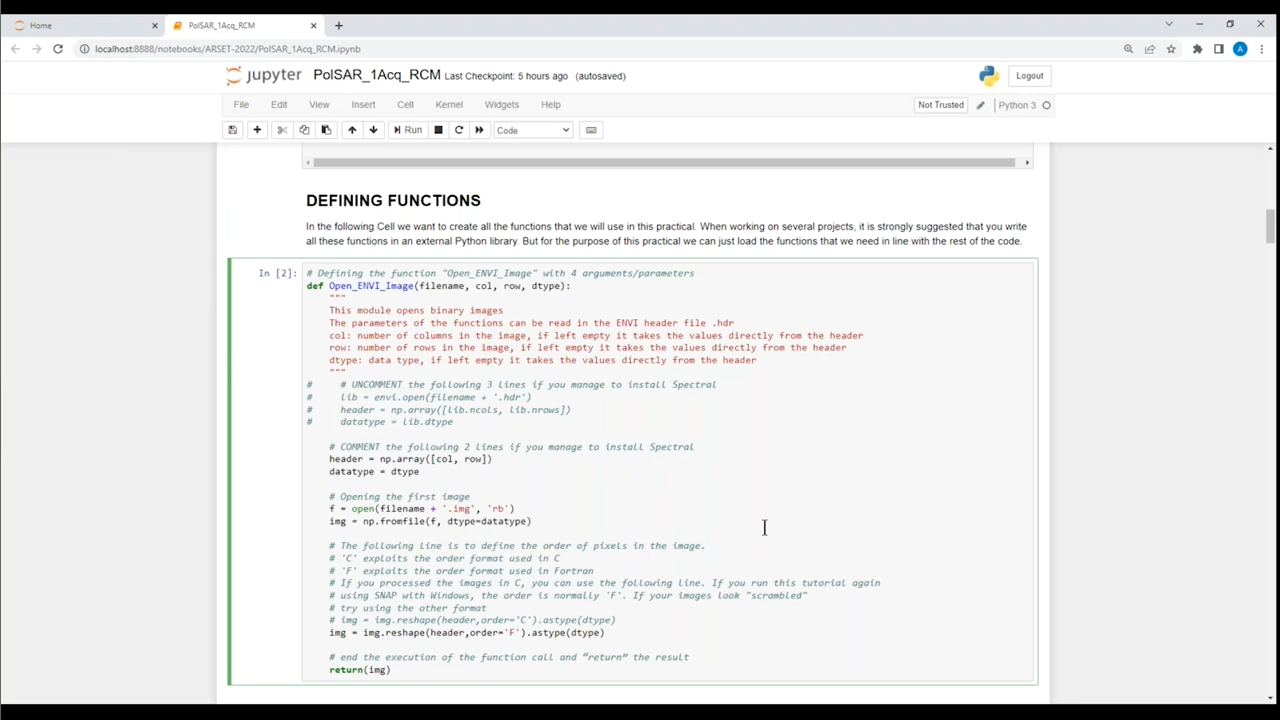 Home
PolSAR_1Acq_RCM
localhost:8888/notebooks/ARSET-2022/PolSAR_1Acq_RCM.ipynb
A
jupyter PolSAR_1Acq_RCM Last Checkpoint: 5 hours ago (autosaved)
Logout
File Edit View Insert Cell Kernel Widgets Help
Not Trusted Python 3
Run Code
DEFINING FUNCTIONS
In the following Cell we want to create all the functions that we will use in this practical. When working on several projects, it is strongly suggested that you write
all these functions in an external Python library. But for the purpose of this practical we can just load the functions that we need in line with the rest of the code.
In [2]: # Defining the function "Open_ENVI_Image" with 4 arguments/parameters
def Open_ENVI_Image(filename, col, row, dtype):
    """
    This module opens binary images
    The parameters of the functions can be read in the ENVI header file .hdr
    col: number of columns in the image, if left empty it takes the values directly from the header
    row: number of rows in the image, if left empty it takes the values directly from the header
    dtype: data type, if left empty it takes the values directly from the header
    """
#     # UNCOMMENT the following 3 lines if you manage to install Spectral
#     lib = envi.open(filename + '.hdr')
#     header = np.array([lib.ncols, lib.nrows])
#     datatype = lib.dtype
    # COMMENT the following 2 lines if you manage to install Spectral
    header = np.array([col, row])
    datatype = dtype
    # Opening the first image
    f = open(filename + '.img', 'rb')
    img = np.fromfile(f, dtype=datatype)
    # The following line is to define the order of pixels in the image.
    # 'C' exploits the order format used in C
    # 'F' exploits the order format used in Fortran
    # If you processed the images in C, you can use the following line. If you run this tutorial again
    # using SNAP with Windows, the order is normally 'F'. If your images look "scrambled"
    # try using the other format
    # img = img.reshape(header,order='C').astype(dtype)
    img = img.reshape(header,order='F').astype(dtype)
    # end the execution of the function call and “return” the result
    return(img)